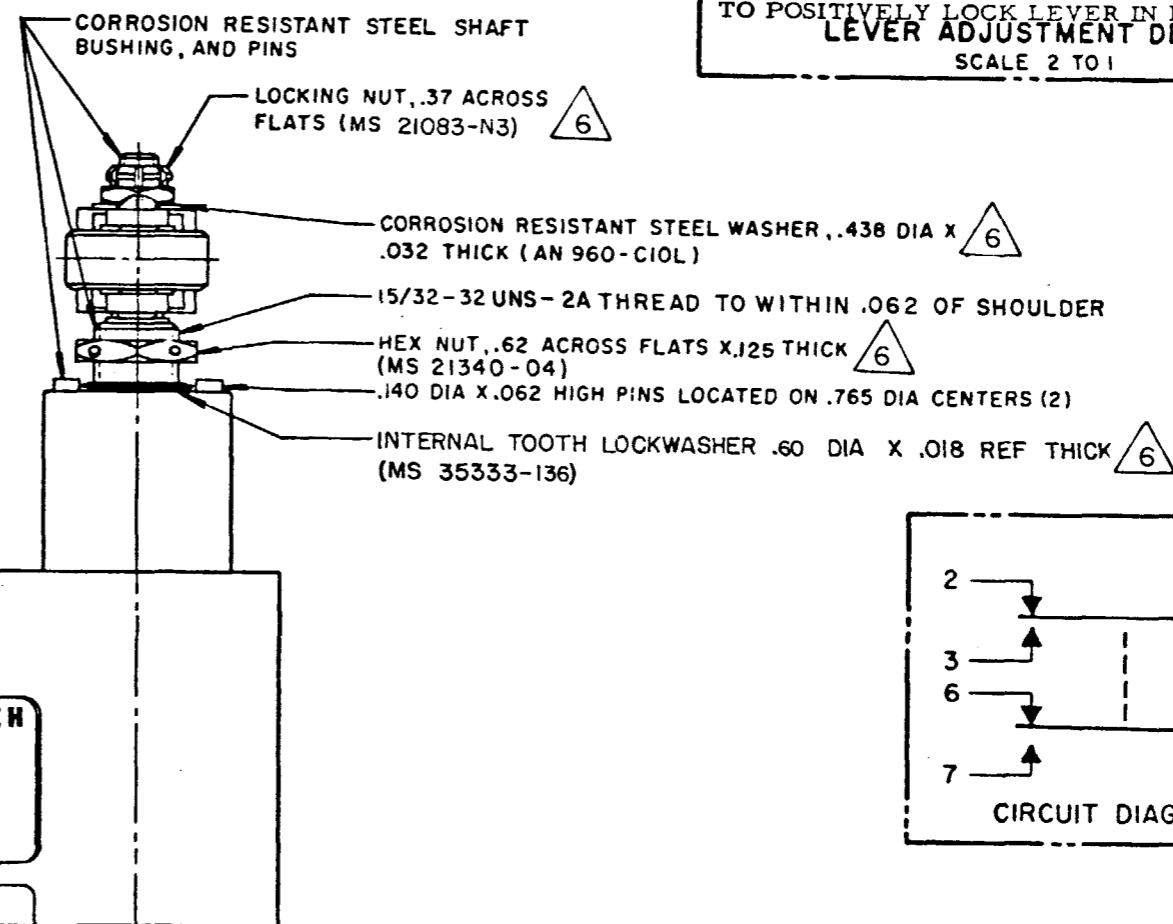 CORROSION RESISTANT STEEL SHAFT
BUSHING, AND PINS
TO POSITIVELY LOCK LEVER IN
LEVER ADJUSTMENT
SCALE 2 TO 1
LOCKING NUT, .37 ACROSS
FLATS (MS 21083-N3) 6
CORROSION RESISTANT STEEL WASHER, .438 DIA X 6
.032 THICK (AN 960-C10L)
15/32-32 UNS-2A THREAD TO WITHIN .062 OF SHOULDER
HEX NUT, .62 ACROSS FLATS X .125 THICK 6
(MS 21340-04)
.140 DIA X .062 HIGH PINS LOCATED ON .765 DIA CENTERS (2)
INTERNAL TOOTH LOCKWASHER .60 DIA X .018 REF THICK 6
(MS 35333-136)
2
3
6
7
CIRCUIT DIAG
H